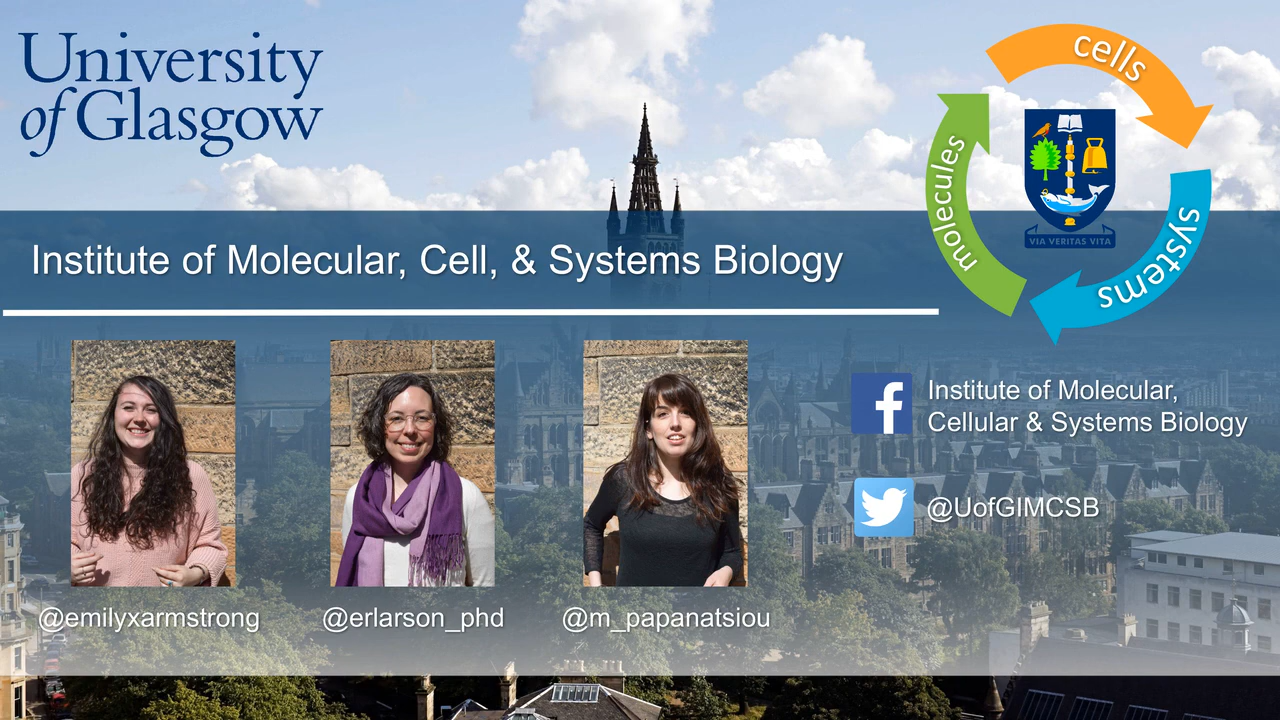 University
of Glasgow
cells
molecules
systems
VIA VERITAS VITA
Institute of Molecular, Cell, & Systems Biology
f
Institute of Molecular,
Cellular & Systems Biology
@UofGIMCSB
@emilyxarmstrong
@erlarson_phd
@m_papanatsiou